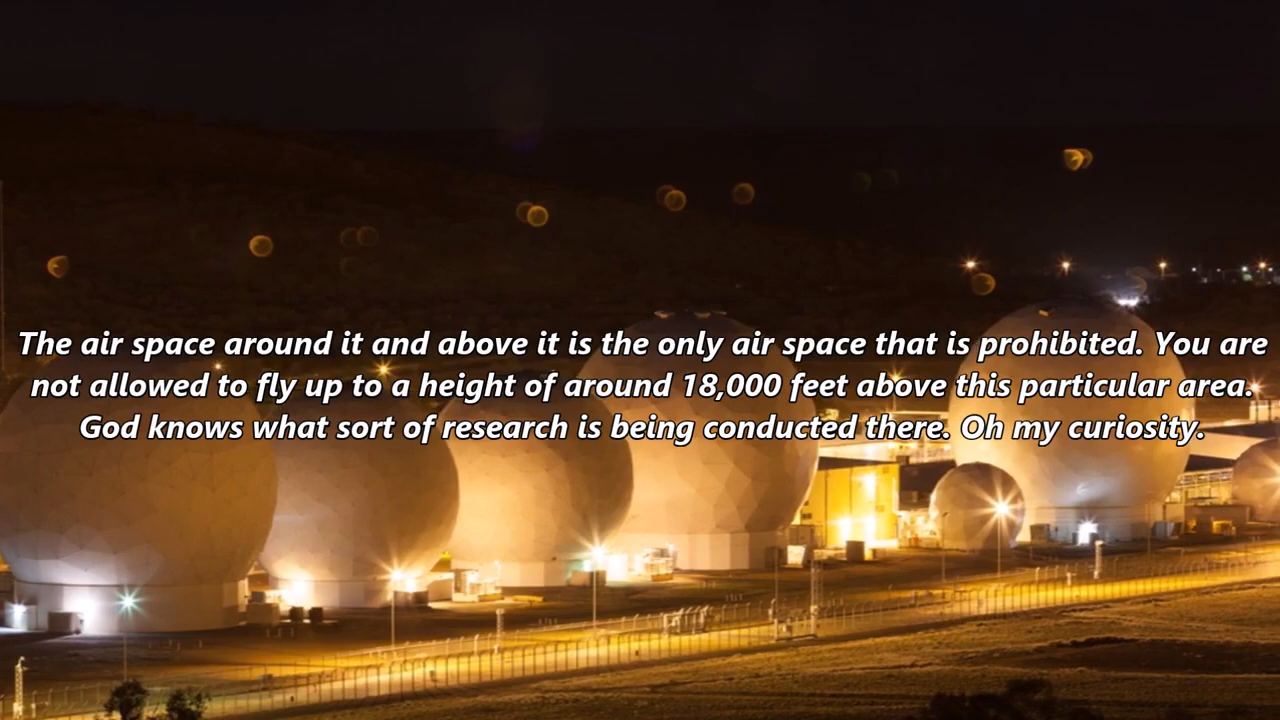 The air space around it and above it is the only air space that is prohibited. You are
not allowed to fly up to a height of around 18,000 feet above this particular area.
God knows what sort of research is being conducted there. Oh my curiosity.